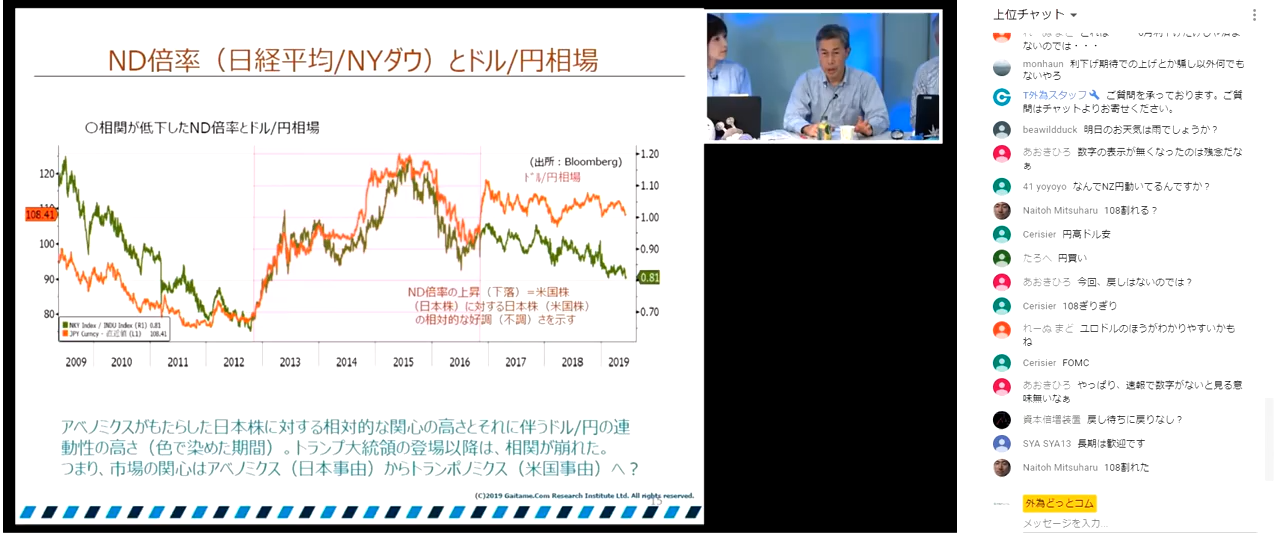 ND倍率（日経平均/NYダウ）とドル/円相場
○相関が低下したND倍率とドル/円相場
(出所：Bloomberg)
ドル/円相場
120
108.41
100
90
80
1.20
1.10
1.00
0.90
0.81
0.70
ND倍率の上昇（下落）＝米国株
（日本株）に対する日本株（米国株）
の相対的な好調（不調）さを示す
NKY Index / INDU Index (R1) 0.81
JPY Curncy - 直近値 (L1) 108.41
2009 2010 2011 2012 2013 2014 2015 2016 2017 2018 2019
アベノミクスがもたらした日本株に対する相対的な関心の高さとそれに伴うドル/円の連
動性の高さ（色で染めた期間）。トランプ大統領の登場以降は、相関が崩れた。
つまり、市場の関心はアベノミクス（日本事由）からトランポノミクス（米国事由）へ？
(C)2019 Gaitame.Com Research Institute Ltd. All rights reserved.
15
上位チャット
ないのでは・・・
monhaun 利下げ期待での上げとか騙し以外何でも
ないやろ
T外為スタッフ ご質問を承っております。ご質
問はチャットよりお寄せください。
beawildduck 明日のお天気は雨でしょうか？
あおきひろ 数字の表示が無くなったのは残念だな
ぁ
41 yoyoyo なんでNZ円動いてるんですか？
Naitoh Mitsuharu 108割れる？
Cerisier 円高ドル安
たろへ 円買い
あおきひろ 今回、戻しはないのでは？
Cerisier 108ぎりぎり
れーぬ まど ユロドルのほうがわかりやすいかも
ね
Cerisier FOMC
あおきひろ やっぱり、速報で数字がないと見る意
味無いなぁ
資本倍増装置 戻し待ちに戻りなし？
SYA SYA13 長期は歓迎です
Naitoh Mitsuharu 108割れた
外為どっとコム
メッセージを入力...